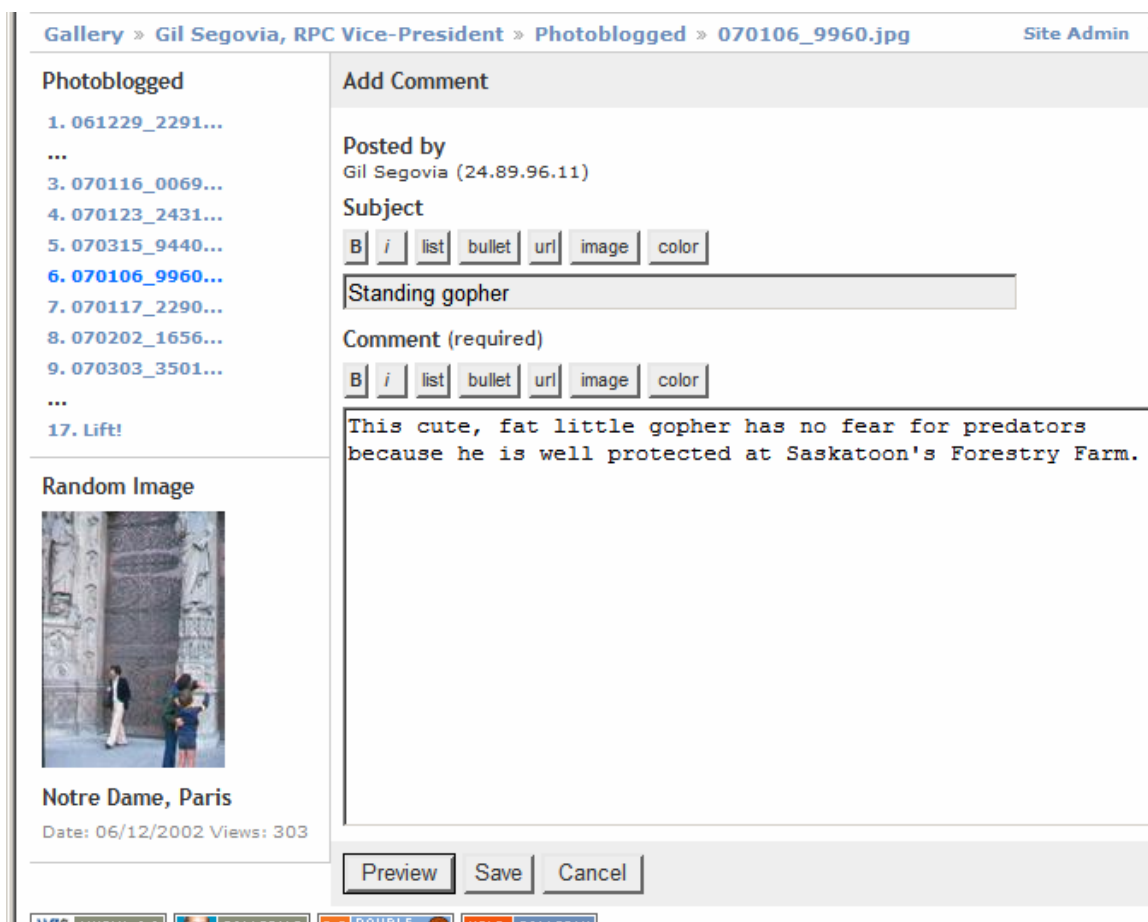 Gallery » Gil Segovia, RPC Vice-President » Photoblogged » 070106_9960.jpg Site Admin
Photoblogged
1. 061229_2291...
...
3. 070116_0069...
4. 070123_2431...
5. 070315_9440...
6. 070106_9960...
7. 070117_2290...
8. 070202_1656...
9. 070303_3501...
...
17. Lift!
Random Image
Notre Dame, Paris
Date: 06/12/2002 Views: 303
Add Comment
Posted by
Gil Segovia (24.89.96.11)
Subject
B i list bullet url image color
Standing gopher
Comment (required)
B i list bullet url image color
This cute, fat little gopher has no fear for predators
because he is well protected at Saskatoon's Forestry Farm.
Preview Save Cancel